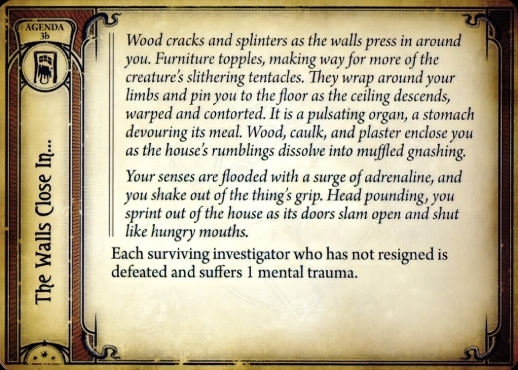 AGENDA
3b
The Walls Close In...
Wood cracks and splinters as the walls press in around
you. Furniture topples, making way for more of the
creature's slithering tentacles. They wrap around your
limbs and pin you to the floor as the ceiling descends,
warped and contorted. It is a pulsating organ, a stomach
devouring its meal. Wood, caulk, and plaster enclose you
as the house's rumblings dissolve into muffled gnashing.
Your senses are flooded with a surge of adrenaline, and
you shake out of the thing's grip. Head pounding, you
sprint out of the house as its doors slam open and shut
like hungry mouths.
Each surviving investigator who has not resigned is
defeated and suffers 1 mental trauma.